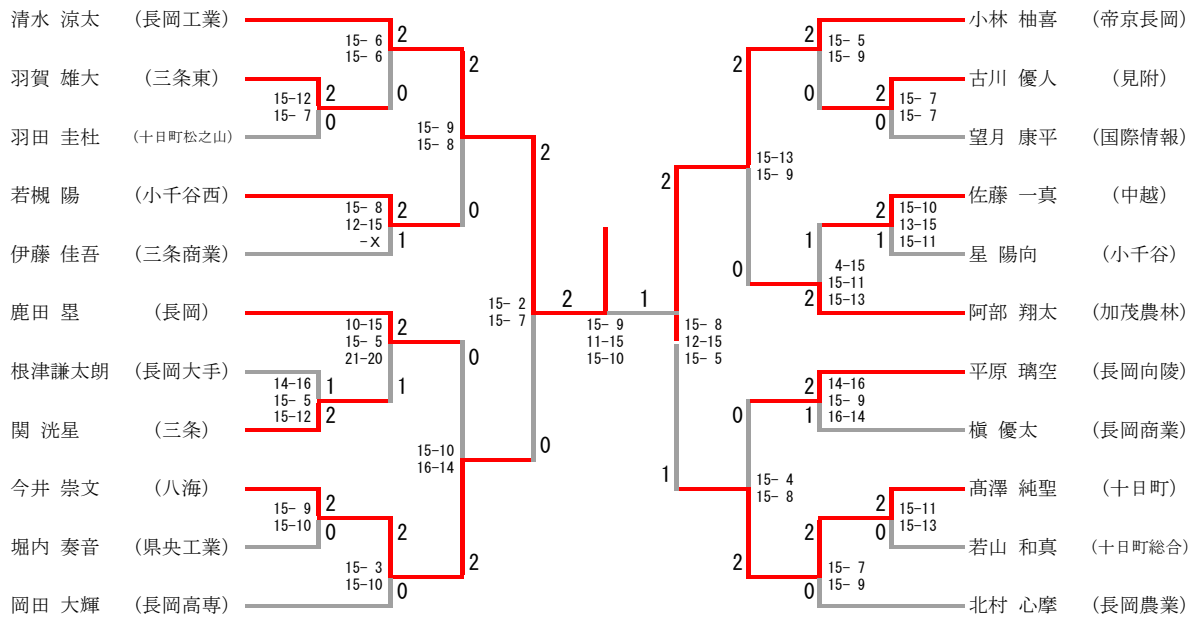 清水 涼太 (長岡工業)
羽賀 雄大 (三条東)
羽田 圭杜 (十日町松之山)
若槻 陽 (小千谷西)
伊藤 佳吾 (三条商業)
鹿田 塁 (長岡)
根津謙太朗 (長岡大手)
関 洸星 (三条)
今井 崇文 (八海)
堀内 奏音 (県央工業)
岡田 大輝 (長岡高専)
15- 6 2
15- 6 0
15-12 2
15- 7 0
15- 8 2
12-15 1
-X
10-15 2
15- 5 1
21-20
14-16 1
15- 5 2
15-12
15- 9 2
15-10 0
15- 3 2
15-10 0
15- 9 2
15- 8 0
15-10 0
16-14 2
15- 2 2
15- 7 0
2 1
15- 9
11-15
15-10
2 15- 8
1 12-15
15- 5
2 15-13
0 15- 9
0 15- 4
2 15- 8
2 15- 5
0 15- 9
2 15- 7
0 15- 7
2 15-10
1 13-15
15-11
1 4-15
2 15-11
15-13
2 14-16
1 15- 9
16-14
2 15-11
0 15-13
2 15- 7
0 15- 9
小林 柚喜 (帝京長岡)
古川 優人 (見附)
望月 康平 (国際情報)
佐藤 一真 (中越)
星 陽向 (小千谷)
阿部 翔太 (加茂農林)
平原 璃空 (長岡向陵)
槇 優太 (長岡商業)
髙澤 純聖 (十日町)
若山 和真 (十日町総合)
北村 心摩 (長岡農業)